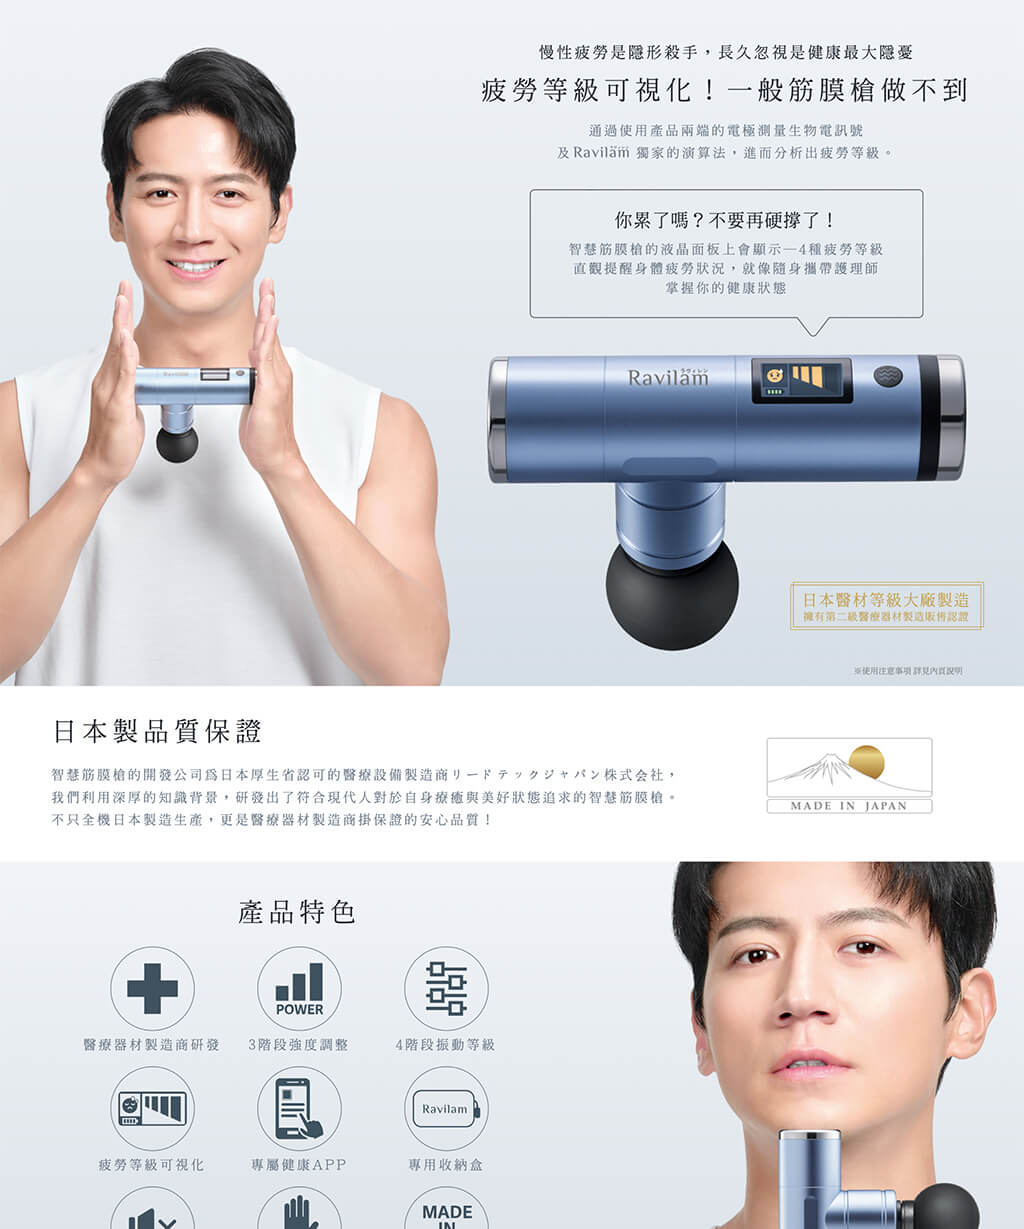 慢性疲勞是隱形殺手，長久忽視是健康最大隱憂
疲勞等級可視化！一般筋膜槍做不到
通過使用產品兩端的電極測量生物電訊號
及Ravilam 獨家的演算法，進而分析出疲勞等級。
你累了嗎？不要再硬撐了！
智慧筋膜槍的液晶面板上會顯示—4種疲勞等級
直觀提醒身體疲勞狀況，就像隨身攜帶護理師
掌握你的健康狀態
Ravilam
ラヴィレン
Ravilam
日本醫材等級大廠製造
擁有第二級醫療器材製造販售認證
※使用注意事項 詳見內頁說明
日本製品質保證
智慧筋膜槍的開發公司為日本厚生省認可的醫療設備製造商リードテックジャパン株式会社，
我們利用深厚的知識背景，研發出了符合現代人對於自身療癒與美好狀態追求的智慧筋膜槍。
不只全機日本製造生產，更是醫療器材製造商掛保證的安心品質！
MADE IN JAPAN
產品特色
POWER
醫療器材製造商研發
3階段強度調整
4階段振動等級
Ravilam
疲勞等級可視化
專屬健康APP
專用收納盒
MADE
IN